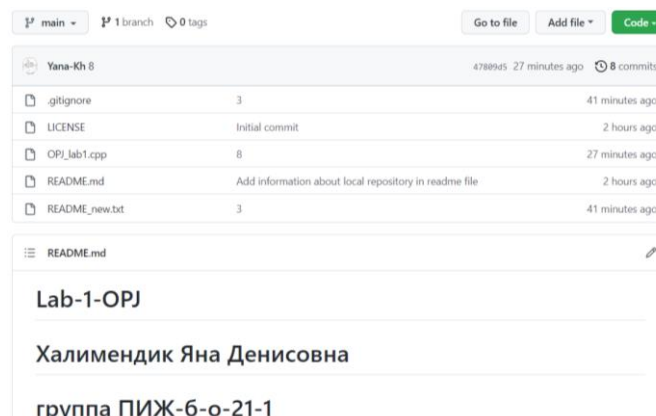 main 1 branch 0 tags Go to file Add file Code
Yana-Kh 8 47809d5 27 minutes ago 8 commits
.gitignore 3 41 minutes ago
LICENSE Initial commit 2 hours ago
OPJ_lab1.cpp 8 27 minutes ago
README.md Add information about local repository in readme file 2 hours ago
README_new.txt 3 41 minutes ago
README.md
Lab-1-OPJ
Халимендик Яна Денисовна
группа ПИЖ-б-о-21-1